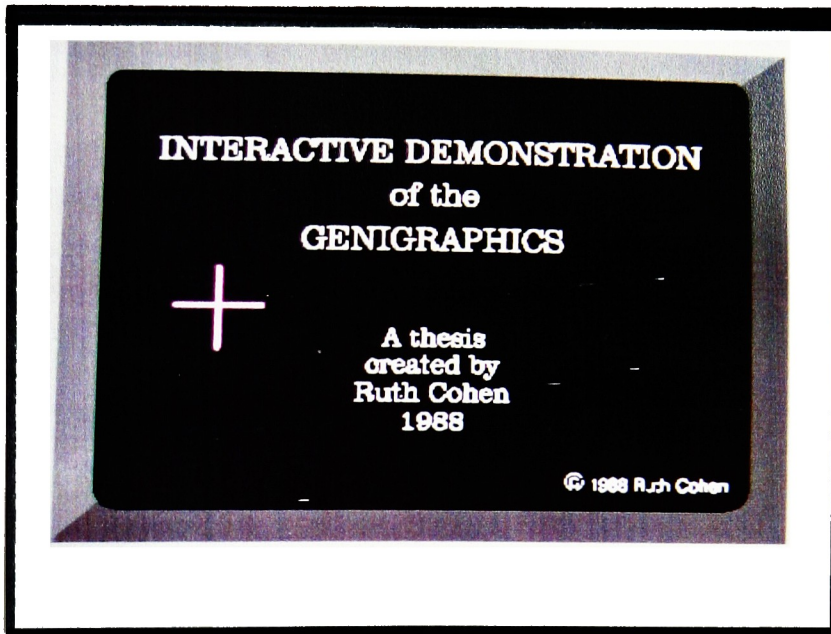 INTERACTIVE DEMONSTRATION
of the
GENIGRAPHICS
A thesis
created by
Ruth Cohen
1988
© 1988 Ruth Cohen